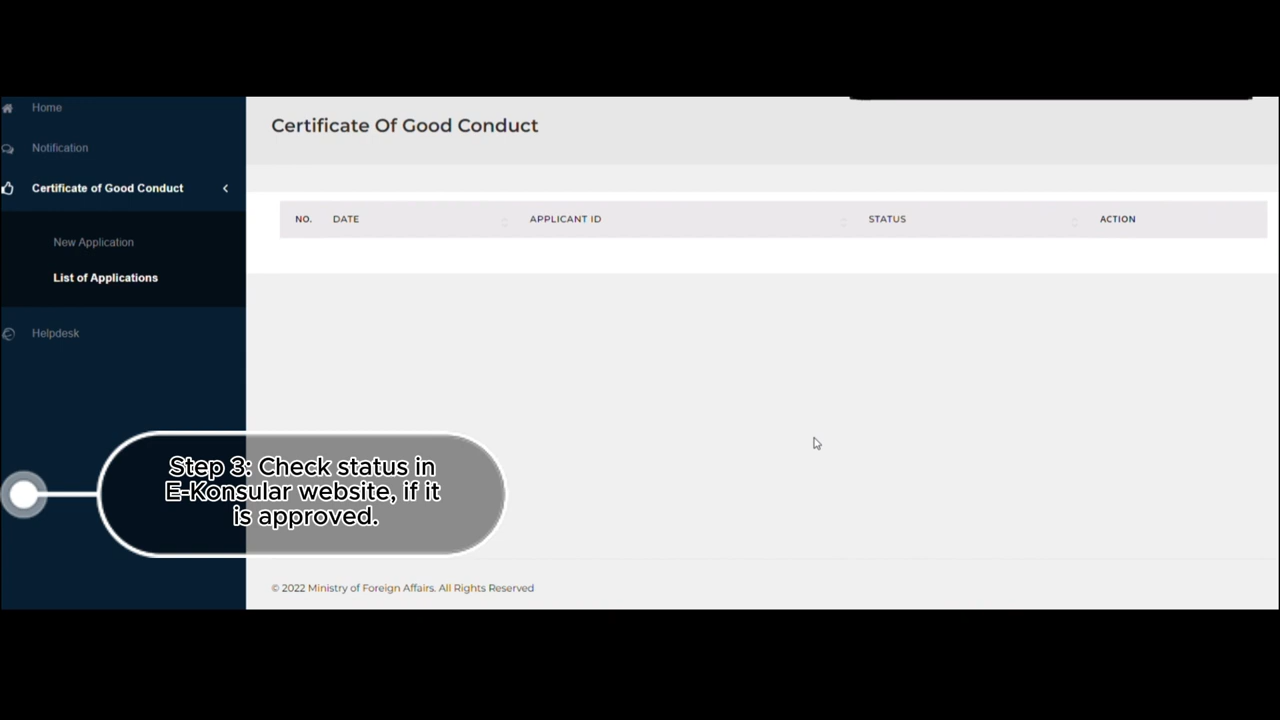 Home
Certificate Of Good Conduct
Notification
Certificate of Good Conduct
NO. DATE APPLICANT ID STATUS ACTION
New Application
List of Applications
Helpdesk
Step 3: Check status in
E-Konsular website, if it
is approved.
© 2022 Ministry of Foreign Affairs. All Rights Reserved